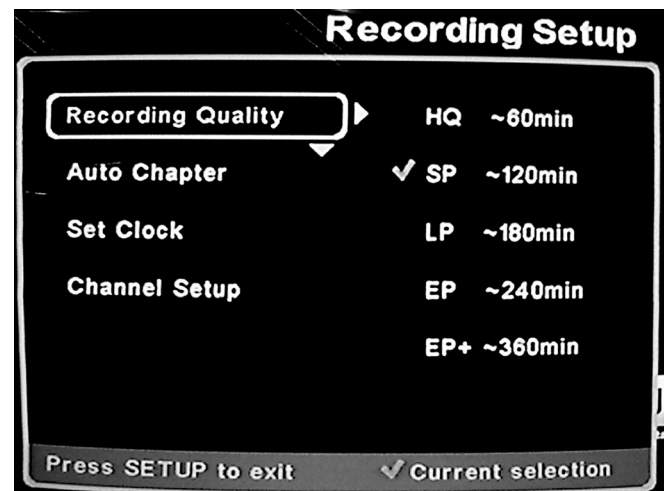 Recording Setup
Recording Quality
HQ ~60min
Auto Chapter
✓ SP ~120min
Set Clock
LP ~180min
Channel Setup
EP ~240min
EP+ ~360min
Press SETUP to exit
✓ Current selection